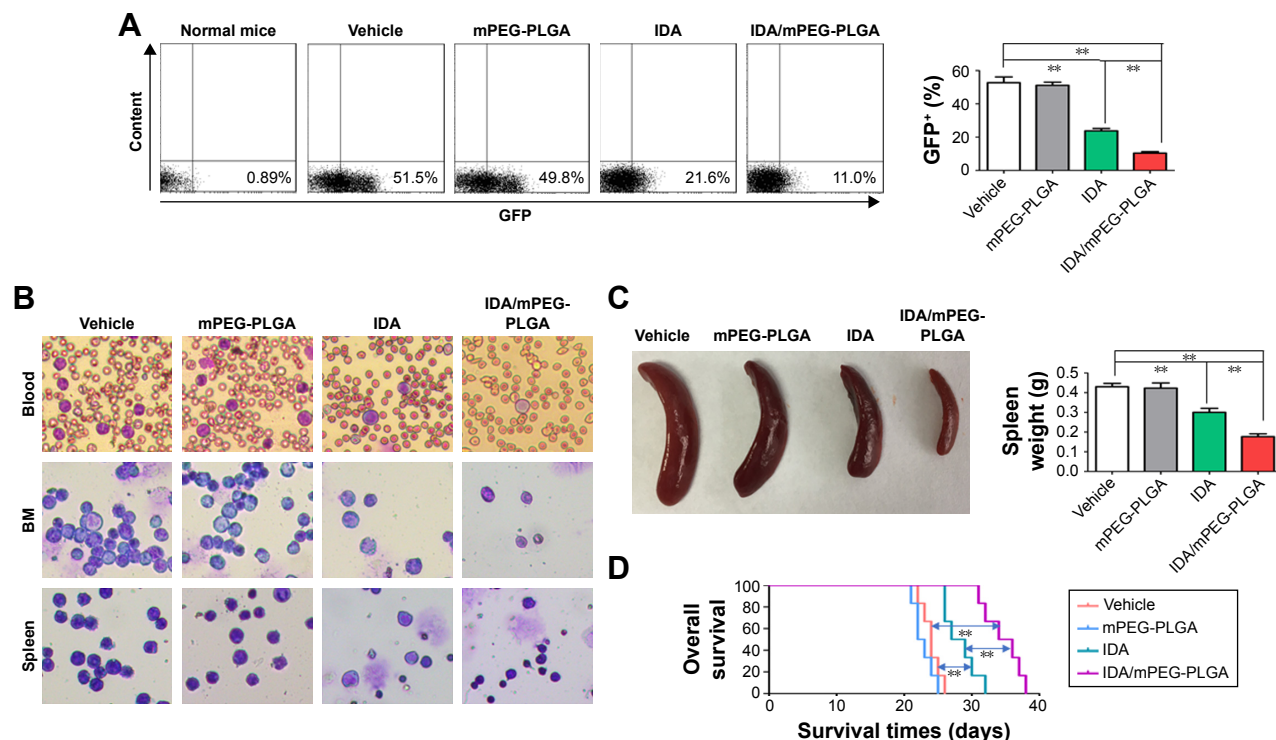 A
Normal mice
Vehicle
mPEG-PLGA
IDA
IDA/mPEG-PLGA
Content
0.89%
51.5%
49.8%
21.6%
11.0%
GFP
**
**
**
GFP+ (%)
60
40
20
0
Vehicle
mPEG-PLGA
IDA
IDA/mPEG-PLGA
B
Vehicle
mPEG-PLGA
IDA
IDA/mPEG-
PLGA
Blood
BM
Spleen
C
Vehicle
mPEG-PLGA
IDA
IDA/mPEG-
PLGA
**
**
**
Spleen
weight (g)
0.5
0.4
0.3
0.2
0.1
0.0
Vehicle
mPEG-PLGA
IDA
IDA/mPEG-PLGA
D
Overall
survival
100
80
60
40
20
0
**
**
**
0
10
20
30
40
Survival times (days)
Vehicle
mPEG-PLGA
IDA
IDA/mPEG-PLGA